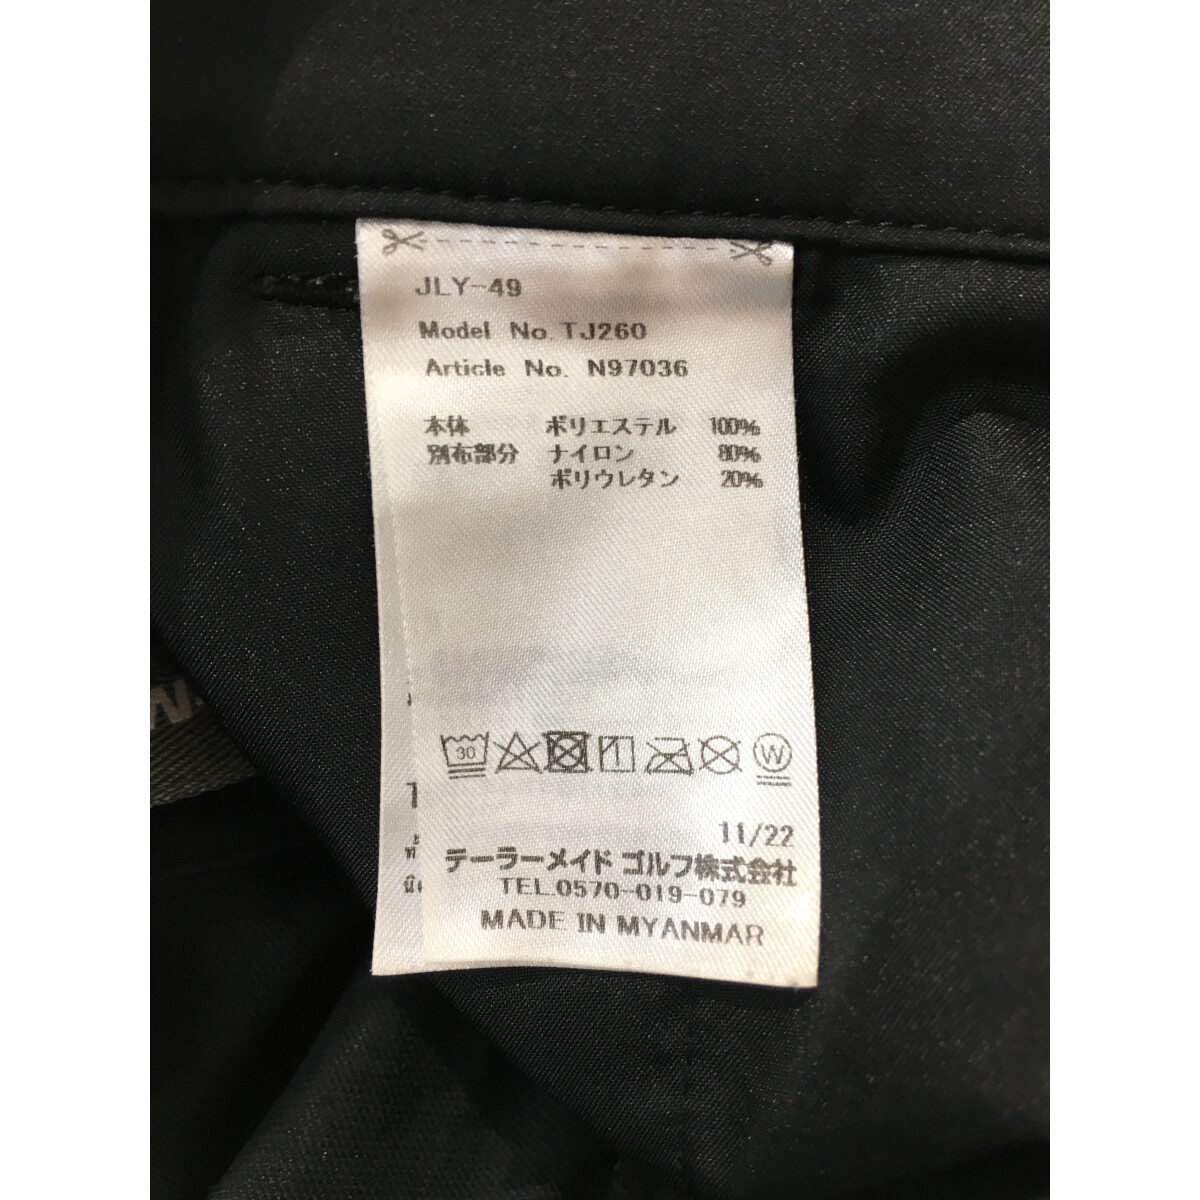 JLY-49
Model No. TJ260
Article No. N97036
本体 ポリエステル 100%
別布部分 ナイロン 80%
ポリウレタン 20%
30
W
11/22
テーラーメイド ゴルフ株式会社
TEL.0570-019-079
MADE IN MYANMAR